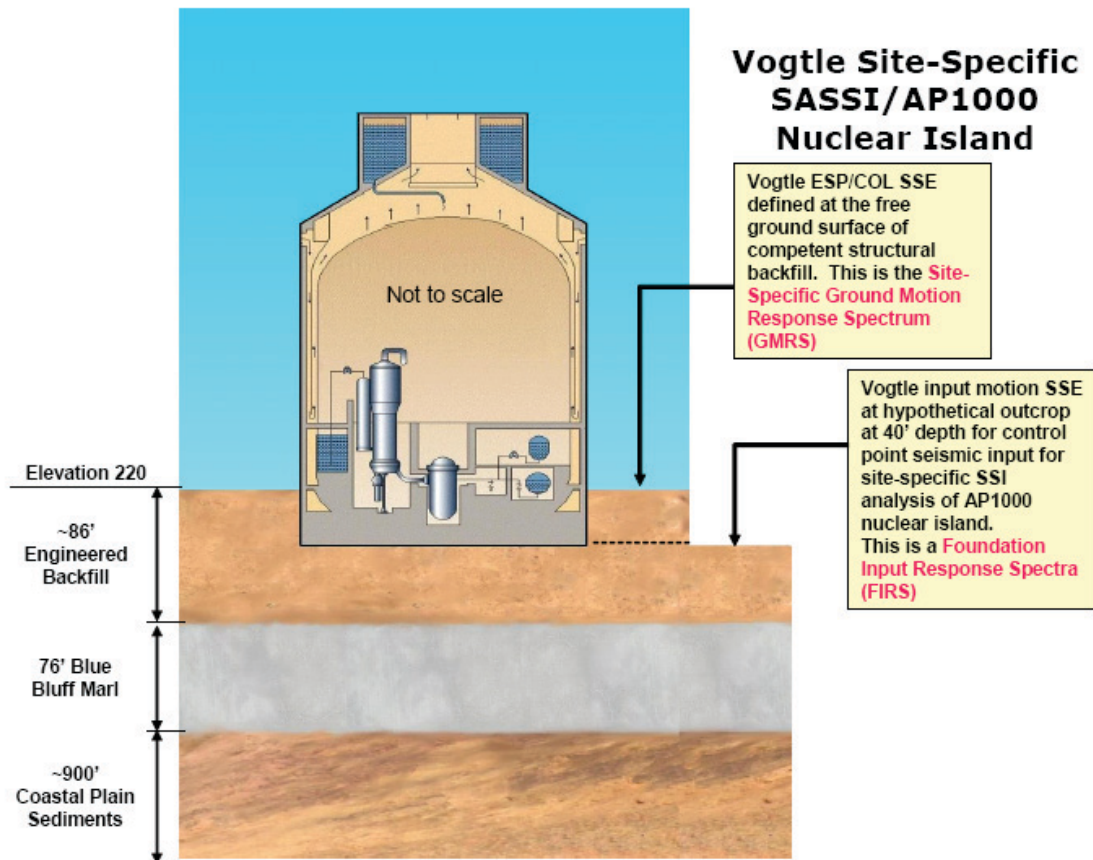 Vogtle Site-Specific
SASSI/AP1000
Nuclear Island
Vogtle ESP/COL SSE
defined at the free
ground surface of
competent structural
backfill. This is the Site-
Specific Ground Motion
Response Spectrum
(GMRS)
Not to scale
Vogtle input motion SSE
at hypothetical outcrop
at 40' depth for control
point seismic input for
site-specific SSI
analysis of AP1000
nuclear island.
This is a Foundation
Input Response Spectra
(FIRS)
Elevation 220
~86'
Engineered
Backfill
76' Blue
Bluff Marl
~900'
Coastal Plain
Sediments